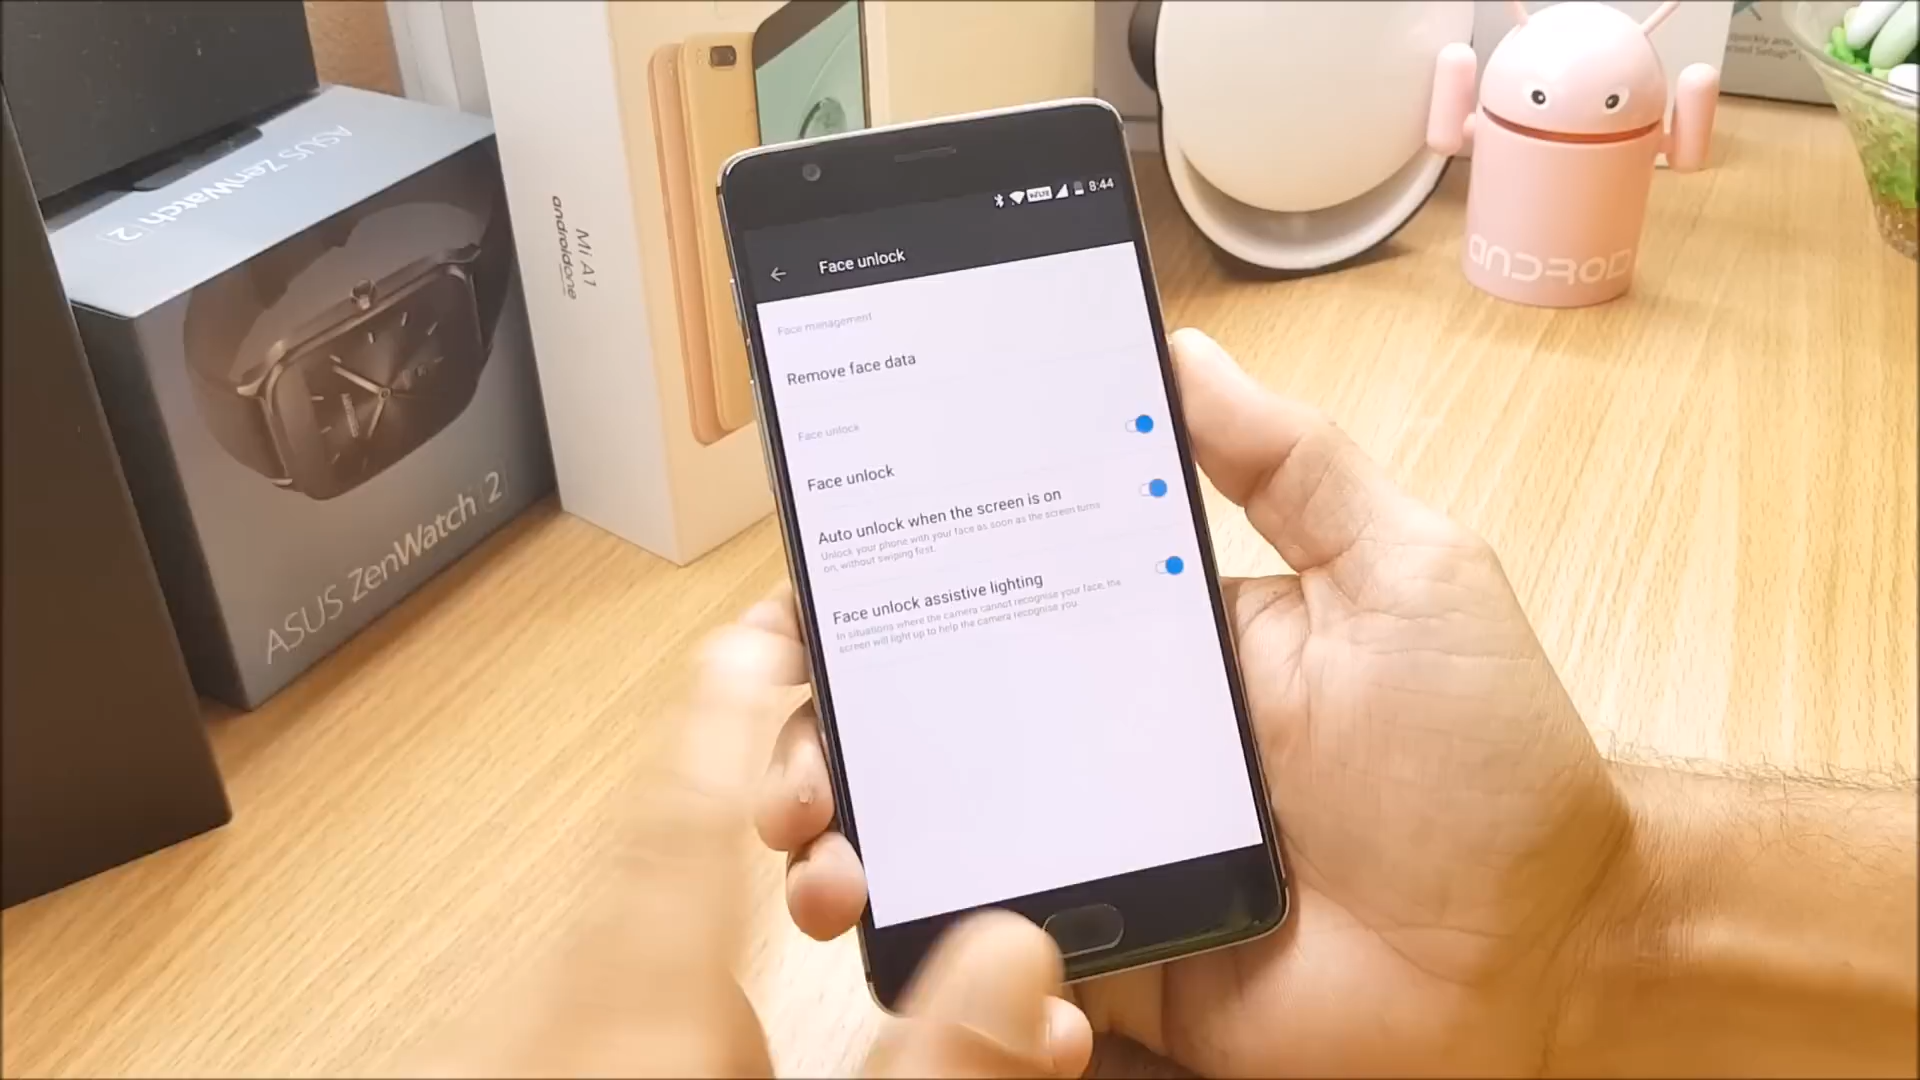 8:44
Face unlock
Face management
Remove face data
Face unlock
Face unlock
Auto unlock when the screen is on
Unlock your phone with your face as soon as the screen turns
on, without swiping first.
Face unlock assistive lighting
In situations where the camera cannot recognise your face, the
screen will light up to help the camera recognise you.
ASUS ZenWatch 2
ASUS ZenWatch 2
Mi A1
androidone
ANDROID